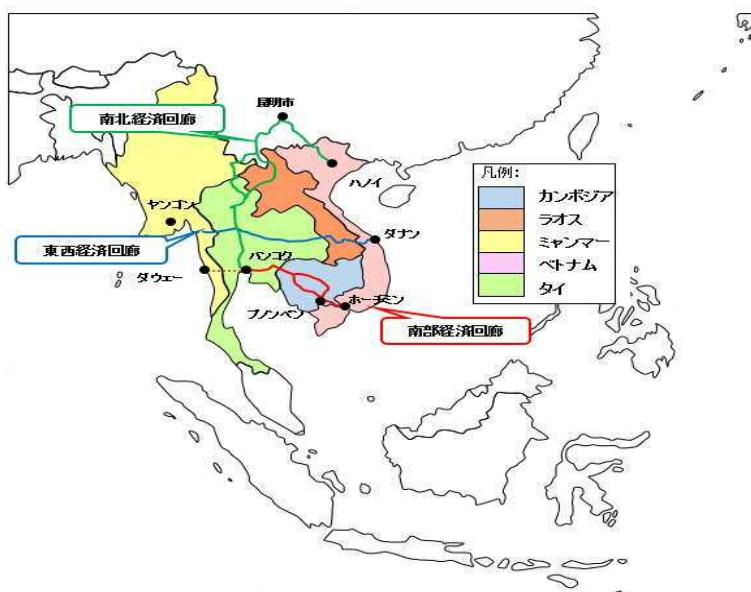 昆明市
南北経済回廊
ハノイ
凡例:
カンボジア
ラオス
ミャンマー
ベトナム
タイ
ヤンゴン
東西経済回廊
ダナン
バンコク
ダウェー
プノンペン
ホーチミン
南部経済回廊